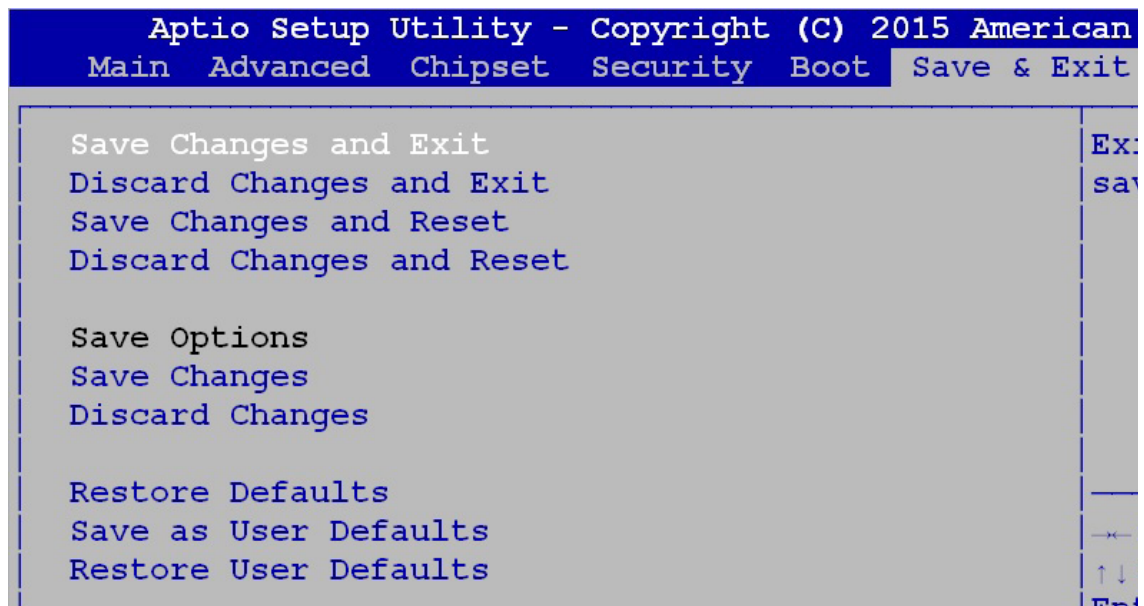 Aptio Setup Utility - Copyright (C) 2015 American
Main Advanced Chipset Security Boot Save & Exit
Save Changes and Exit
Discard Changes and Exit
Save Changes and Reset
Discard Changes and Reset
Save Options
Save Changes
Discard Changes
Restore Defaults
Save as User Defaults
Restore User Defaults
→←
↑↓